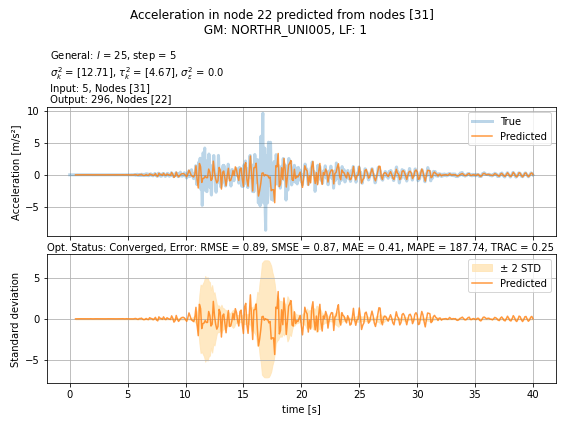 Acceleration in node 22 predicted from nodes [31]
GM: NORTHR_UNI005, LF: 1
General: l = 25, step = 5
σ²ₖ = [12.71], τ²ₖ = [4.67], σ²ε = 0.0
Input: 5, Nodes [31]
Output: 296, Nodes [22]
Acceleration [m/s²]
10
5
0
−5
True
Predicted
Opt. Status: Converged, Error: RMSE = 0.89, SMSE = 0.87, MAE = 0.41, MAPE = 187.74, TRAC = 0.25
Standard deviation
5
0
−5
± 2 STD
Predicted
0 5 10 15 20 25 30 35 40
time [s]